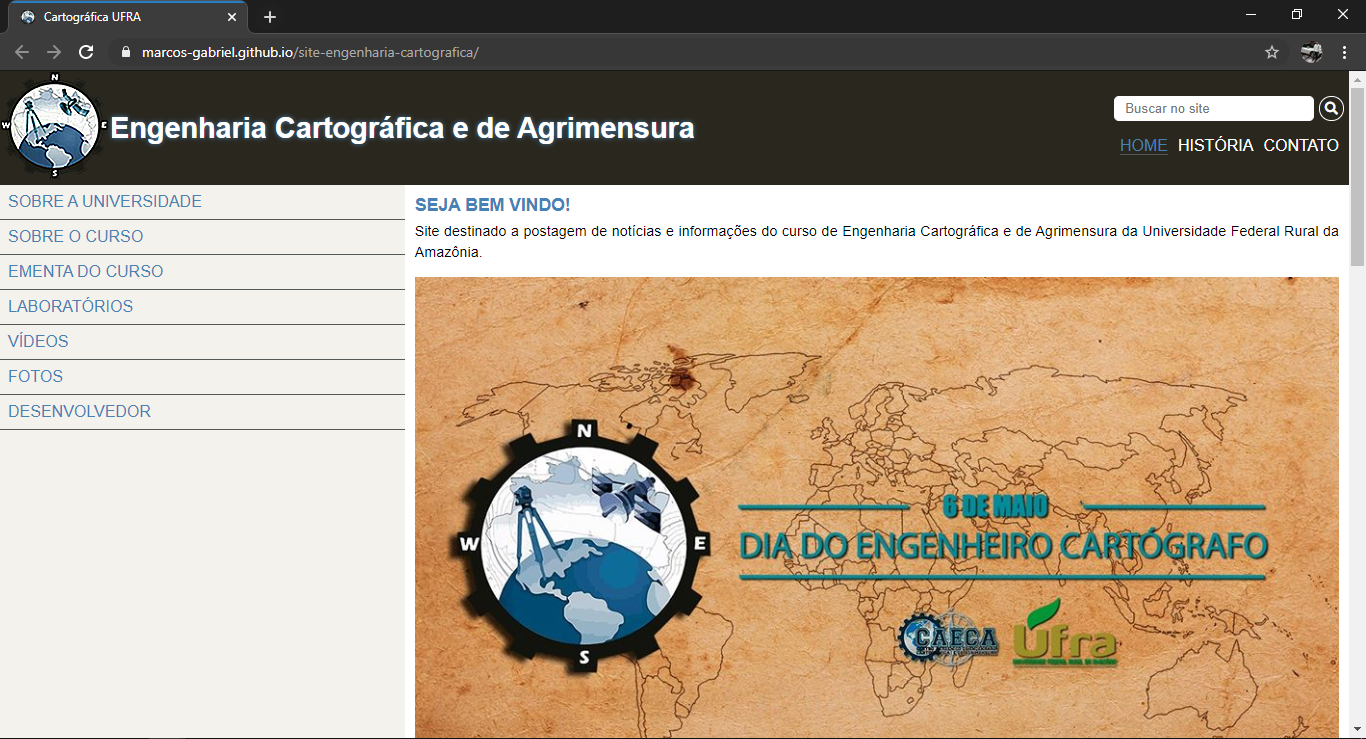 Cartográfica UFRA
marcos-gabriel.github.io/site-engenharia-cartografica/
N
W
E
S
Engenharia Cartográfica e de Agrimensura
Buscar no site
HOME HISTÓRIA CONTATO
SOBRE A UNIVERSIDADE
SOBRE O CURSO
EMENTA DO CURSO
LABORATÓRIOS
VÍDEOS
FOTOS
DESENVOLVEDOR
SEJA BEM VINDO!
Site destinado a postagem de notícias e informações do curso de Engenharia Cartográfica e de Agrimensura da Universidade Federal Rural da
Amazônia.
N
W
E
S
6 DE MAIO
DIA DO ENGENHEIRO CARTÓGRAFO
CAECA
Ufra